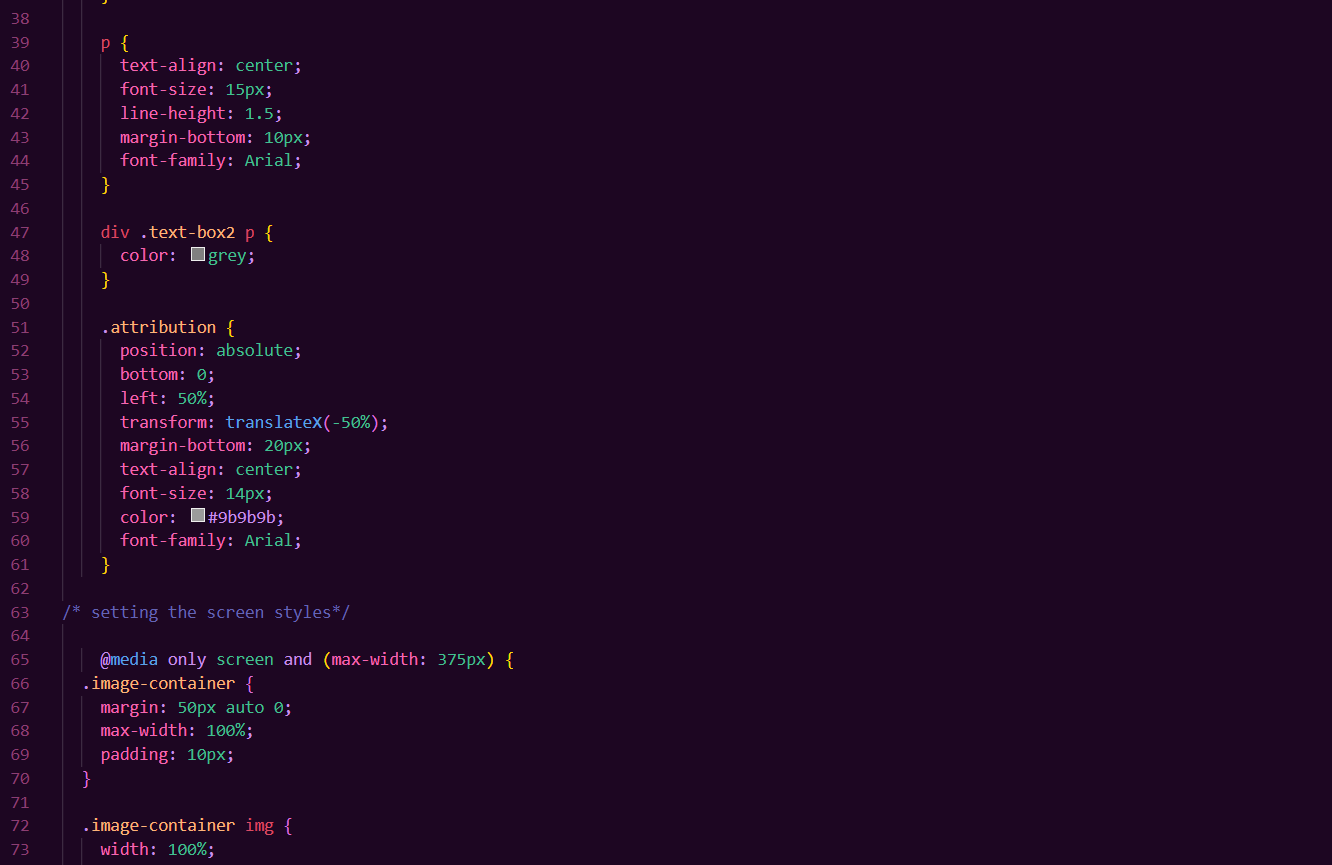 38
39 p {
40 text-align: center;
41 font-size: 15px;
42 line-height: 1.5;
43 margin-bottom: 10px;
44 font-family: Arial;
45 }
46
47 div .text-box2 p {
48 color: grey;
49 }
50
51 .attribution {
52 position: absolute;
53 bottom: 0;
54 left: 50%;
55 transform: translateX(-50%);
56 margin-bottom: 20px;
57 text-align: center;
58 font-size: 14px;
59 color: #9b9b9b;
60 font-family: Arial;
61 }
62
63 /* setting the screen styles*/
64
65 @media only screen and (max-width: 375px) {
66 .image-container {
67 margin: 50px auto 0;
68 max-width: 100%;
69 padding: 10px;
70 }
71
72 .image-container img {
73 width: 100%;